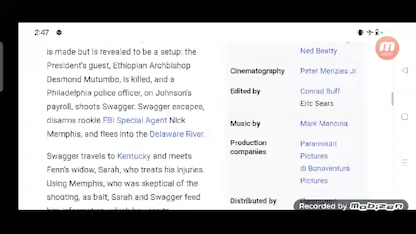 2:47
is made but is revealed to be a setup: the
President's guest, Ethiopian Archbishop
Desmond Mutumbo, is killed, and a
Philadelphia police officer, on Johnson's
payroll, shoots Swagger. Swagger escapes,
disarms rookie FBI Special Agent Nick
Memphis, and flees into the Delaware River.
Swagger travels to Kentucky and meets
Fenn's widow, Sarah, who treats his injuries.
Using Memphis, who was skeptical of the
shooting, as bait, Sarah and Swagger feed
Ned Beatty
Cinematography Peter Menzies Jr.
Edited by Conrad Buff
Eric Sears
Music by Mark Mancina
Production companies Paramount
Pictures
di Bonaventura
Pictures
Distributed by
Recorded by mobizen